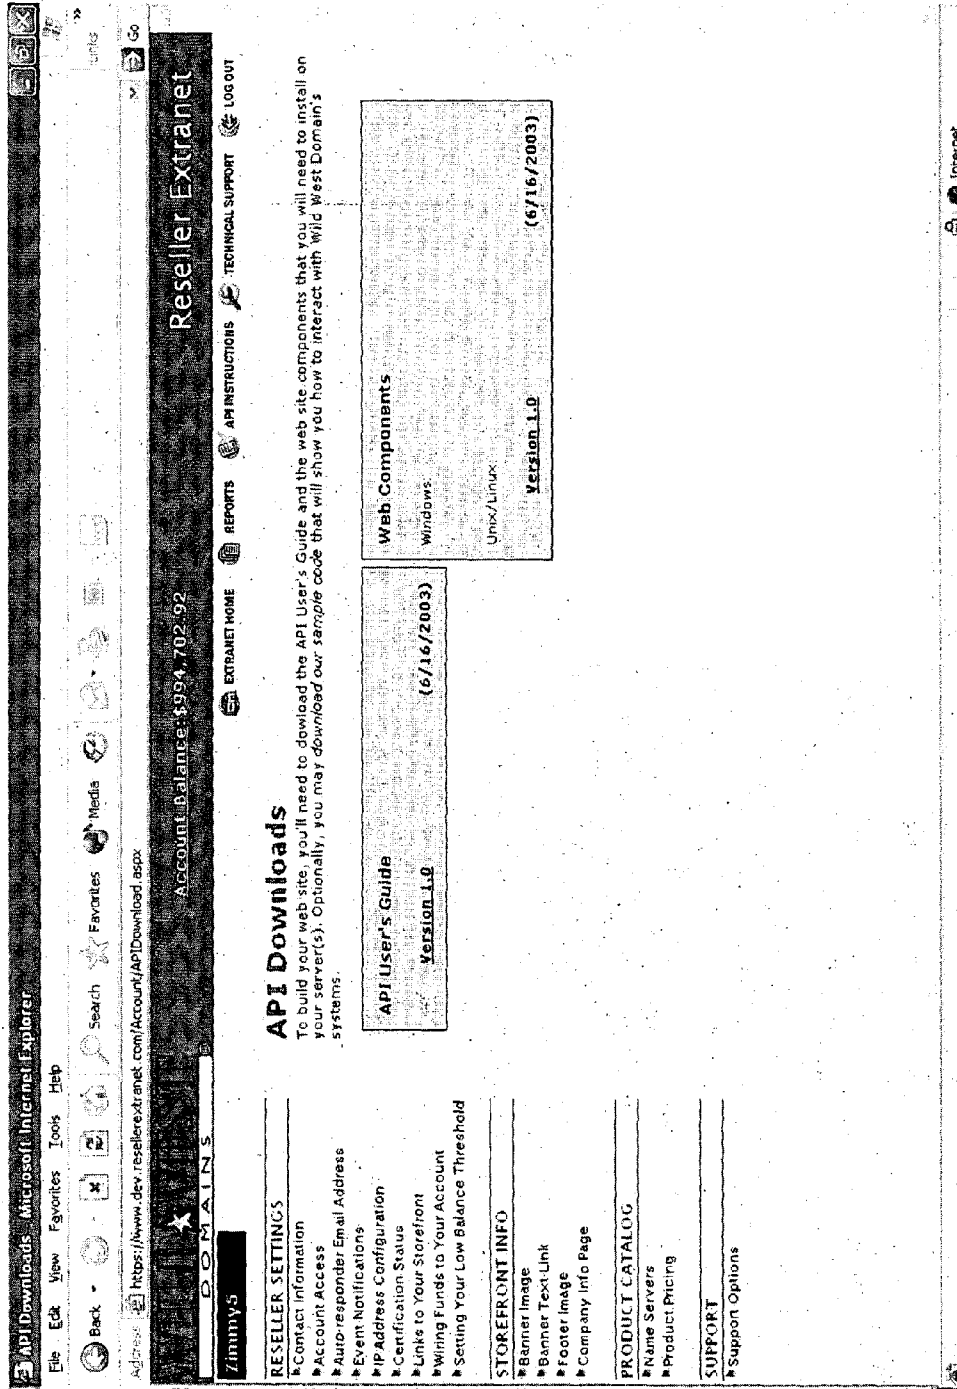 API Downloads - Microsoft Internet Explorer
File Edit View Favorites Tools Help
Back Search Favorites Media
Address https://www.dev.resellerextranet.com/Account/APIDownload.aspx Go
WILD WEST
DOMAINS
Account Balance: $994,702.92
Reseller Extranet
Zimmys
EXTRANET HOME REPORTS API INSTRUCTIONS TECHNICAL SUPPORT LOG OUT
RESELLER SETTINGS
Contact Information
Account Access
Auto-responder Email Address
Event Notifications
IP Address Configuration
Certification Status
Links to Your Storefront
Wiring Funds to Your Account
Setting Your Low Balance Threshold
STOREFRONT INFO
Banner Image
Banner Text-Link
Footer Image
Company Info Page
PRODUCT CATALOG
Name Servers
Product Pricing
SUPPORT
Support Options
API Downloads
To build your web site, you'll need to dowload the API User's Guide and the web site components that you will need to install on
your server(s). Optionally, you may download our sample code that will show you how to interact with Wild West Domain's
systems.
API User's Guide
Version 1.0 (6/16/2003)
Web Components
Windows
Unix/Linux
Version 1.0 (6/16/2003)
Internet